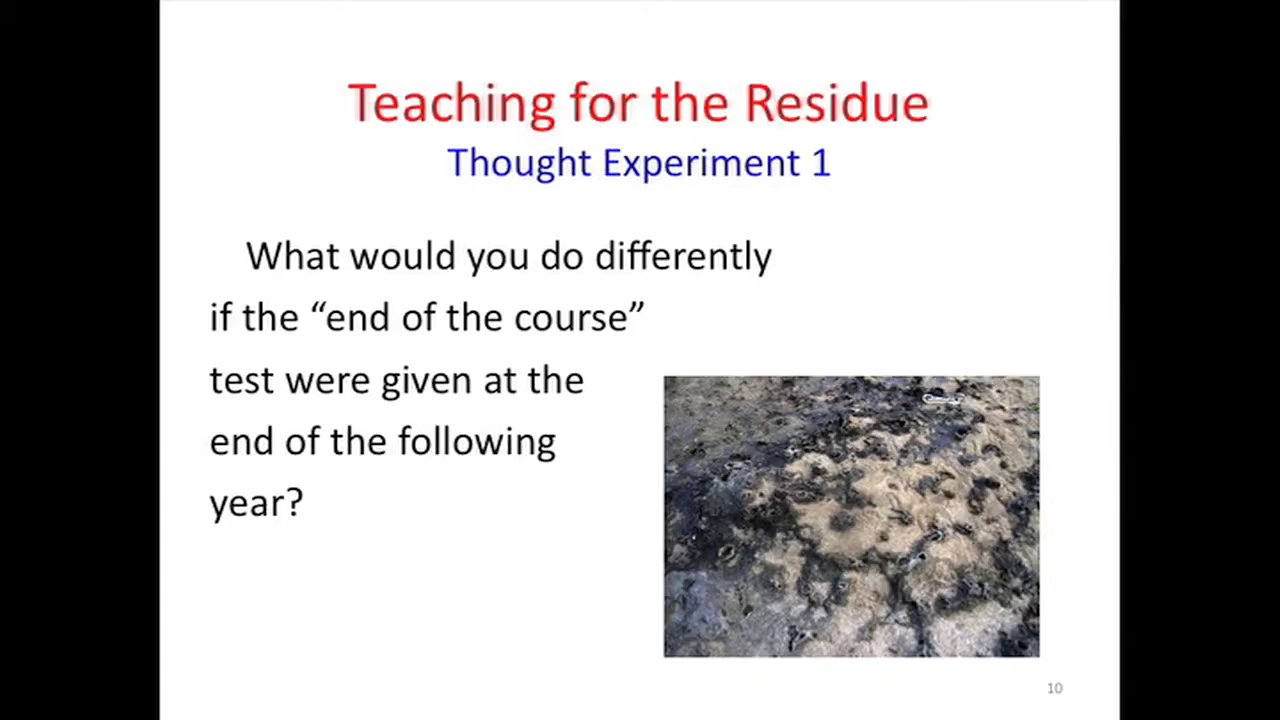 Teaching for the Residue
Thought Experiment 1
What would you do differently
if the “end of the course”
test were given at the
end of the following
year?
10